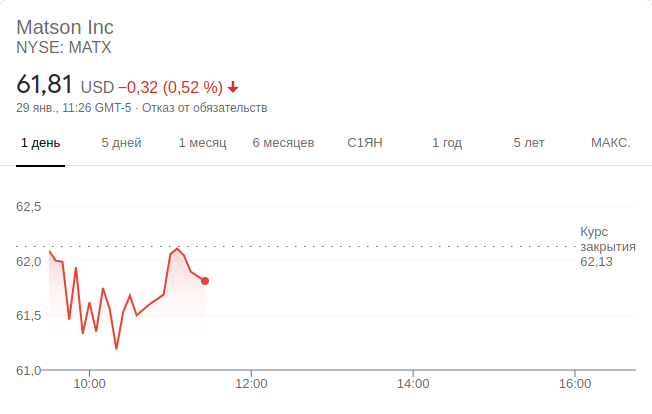 Matson Inc
NYSE: MATX
61,81 USD −0,32 (0,52 %)
29 янв., 11:26 GMT-5 · Отказ от обязательств
1 день 5 дней 1 месяц 6 месяцев С1ЯН 1 год 5 лет МАКС.
62,5
Курс
закрытия
62,13
62,0
61,5
61,0
10:00 12:00 14:00 16:00